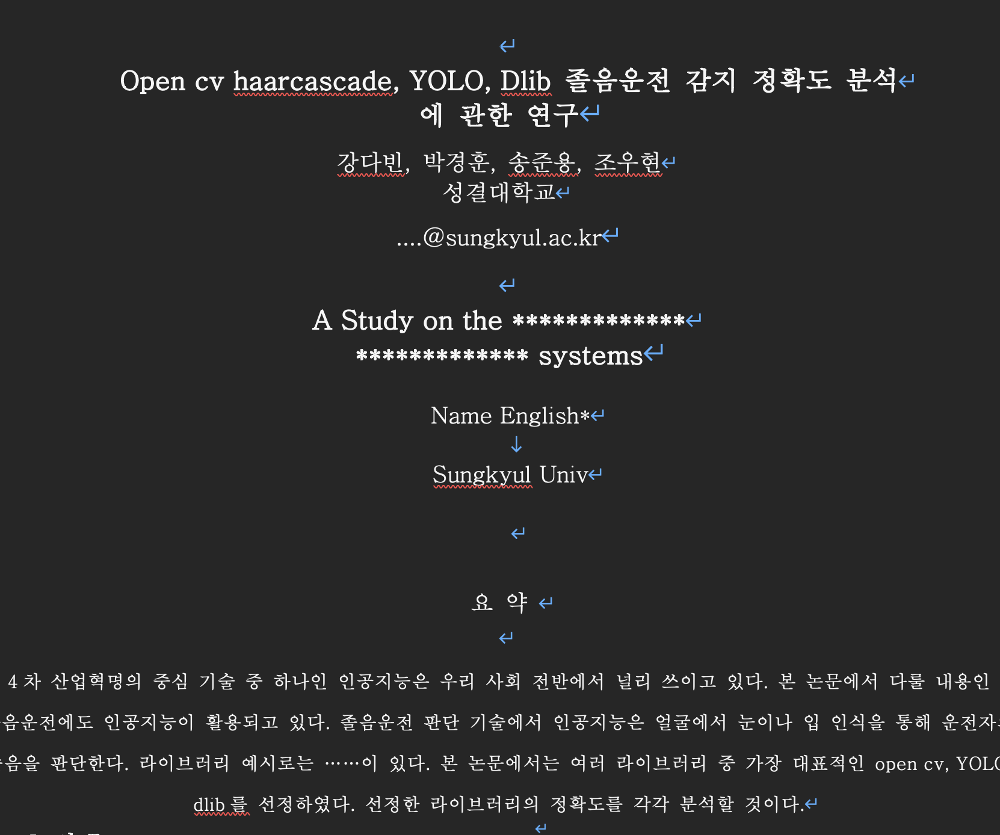 Open cv haarcascade, YOLO, Dlib 졸음운전 감지 정확도 분석
에 관한 연구
강다빈, 박경훈, 송준용, 조우현
성결대학교
....@sungkyul.ac.kr
A Study on the *************
************* systems
Name English*
Sungkyul Univ
요 약
4차 산업혁명의 중심 기술 중 하나인 인공지능은 우리 사회 전반에서 널리 쓰이고 있다. 본 논문에서 다룰 내용인
음운전에도 인공지능이 활용되고 있다. 졸음운전 판단 기술에서 인공지능은 얼굴에서 눈이나 입 인식을 통해 운전자
음을 판단한다. 라이브러리 예시로는 ……이 있다. 본 논문에서는 여러 라이브러리 중 가장 대표적인 open cv, YOLO
dlib를 선정하였다. 선정한 라이브러리의 정확도를 각각 분석할 것이다.